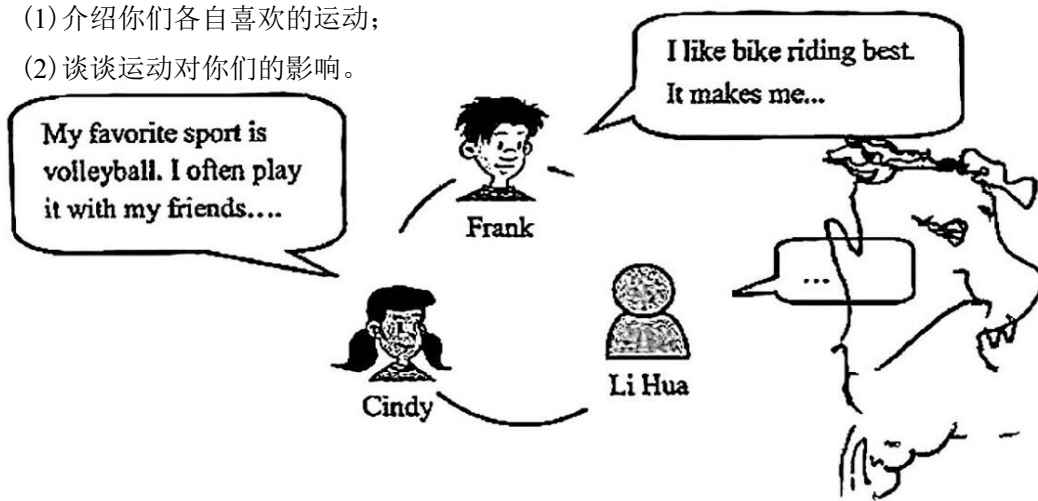 (1)介绍你们各自喜欢的运动;
(2)谈谈运动对你们的影响。
I like bike riding best.
It makes me...
My favorite sport is
volleyball. I often play
it with my friends....
Frank
...
Li Hua
Cindy